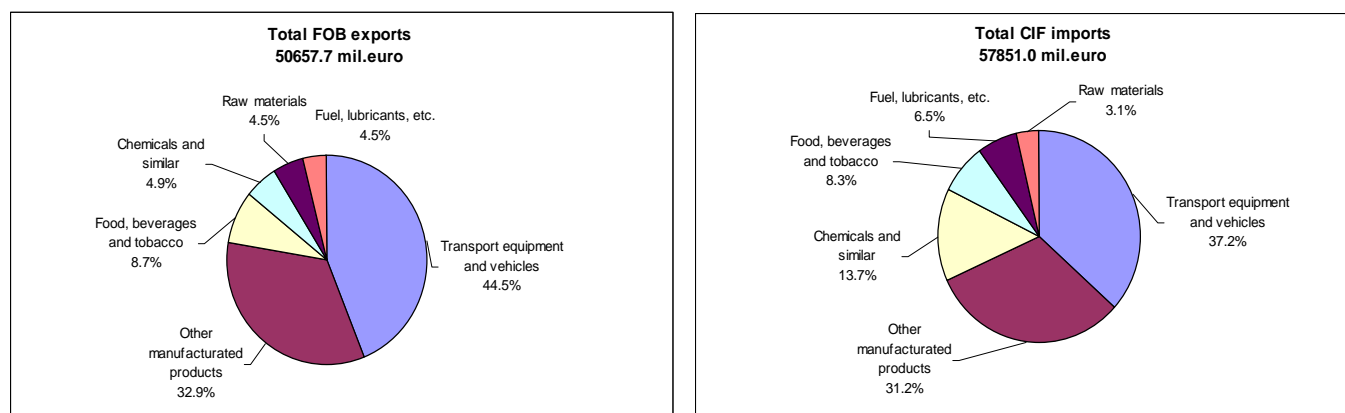 Total FOB exports
50657.7 mil.euro
Raw materials
4.5%
Fuel, lubricants, etc.
4.5%
Chemicals and
similar
4.9%
Food, beverages
and tobacco
8.7%
Transport equipment
and vehicles
44.5%
Other
manufacturated
products
32.9%
Total CIF imports
57851.0 mil.euro
Fuel, lubricants, etc.
6.5%
Raw materials
3.1%
Food, beverages
and tobacco
8.3%
Transport equipment
and vehicles
37.2%
Chemicals and
similar
13.7%
Other
manufacturated
products
31.2%